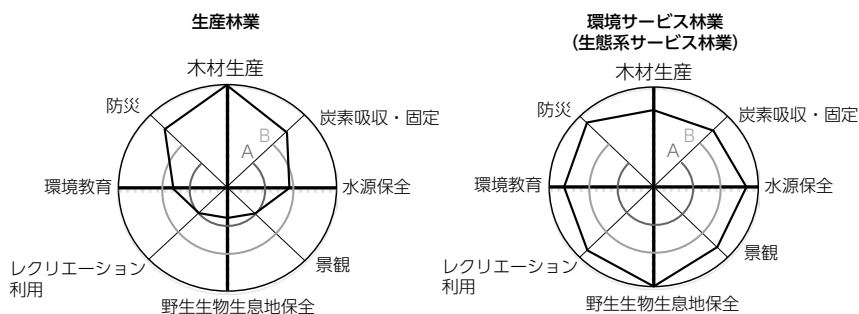 生産林業
木材生産
防災
炭素吸収・固定
B
A
環境教育
水源保全
レクリエーション
利用
景観
野生生物生息地保全
環境サービス林業
(生態系サービス林業)
木材生産
防災
炭素吸収・固定
B
A
環境教育
水源保全
レクリエーション
利用
景観
野生生物生息地保全